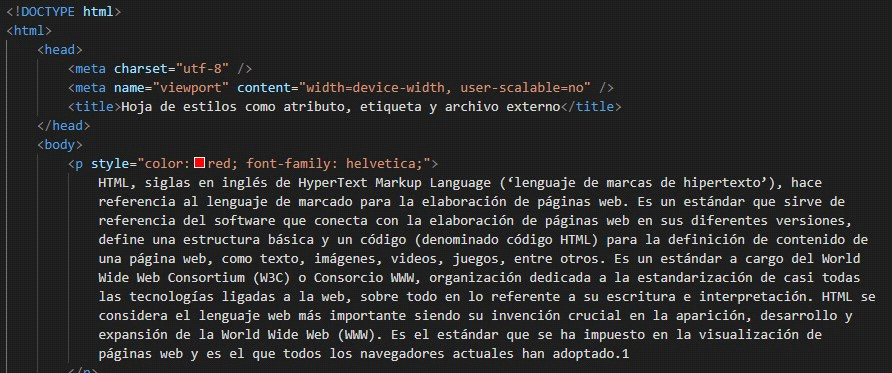 <!DOCTYPE html>
<html>
<head>
<meta charset="utf-8" />
<meta name="viewport" content="width=device-width, user-scalable=no" />
<title>Hoja de estilos como atributo, etiqueta y archivo externo</title>
</head>
<body>
<p style="color: red; font-family: helvetica;">
HTML, siglas en inglés de HyperText Markup Language (‘lenguaje de marcas de hipertexto’), hace
referencia al lenguaje de marcado para la elaboración de páginas web. Es un estándar que sirve de
referencia del software que conecta con la elaboración de páginas web en sus diferentes versiones,
define una estructura básica y un código (denominado código HTML) para la definición de contenido de
una página web, como texto, imágenes, videos, juegos, entre otros. Es un estándar a cargo del World
Wide Web Consortium (W3C) o Consorcio WWW, organización dedicada a la estandarización de casi todas
las tecnologías ligadas a la web, sobre todo en lo referente a su escritura e interpretación. HTML se
considera el lenguaje web más importante siendo su invención crucial en la aparición, desarrollo y
expansión de la World Wide Web (WWW). Es el estándar que se ha impuesto en la visualización de
páginas web y es el que todos los navegadores actuales han adoptado.1
</p>